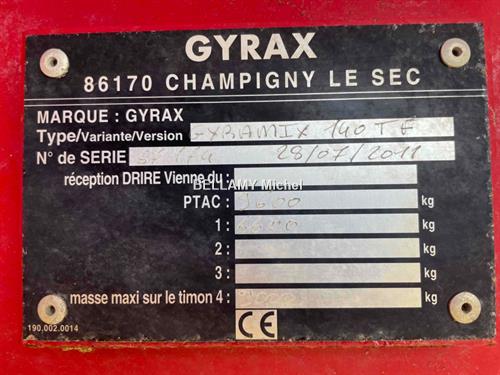 GYRAX
86170 CHAMPIGNY LE SEC
MARQUE : GYRAX
Type/Variante/Version GYRAMIX 140 T E
N° de SERIE 28/07/2011
réception DRIRE Vienne du :
BELLAMY Michel
PTAC : kg
1 : kg
2 : kg
3 : kg
masse maxi sur le timon 4 : kg
190.002.0014 CE